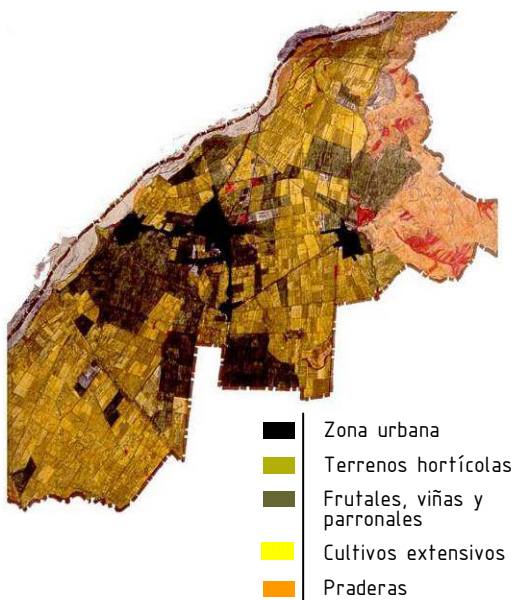 Zona urbana
Terrenos hortícolas
Frutales, viñas y
parronales
Cultivos extensivos
Praderas